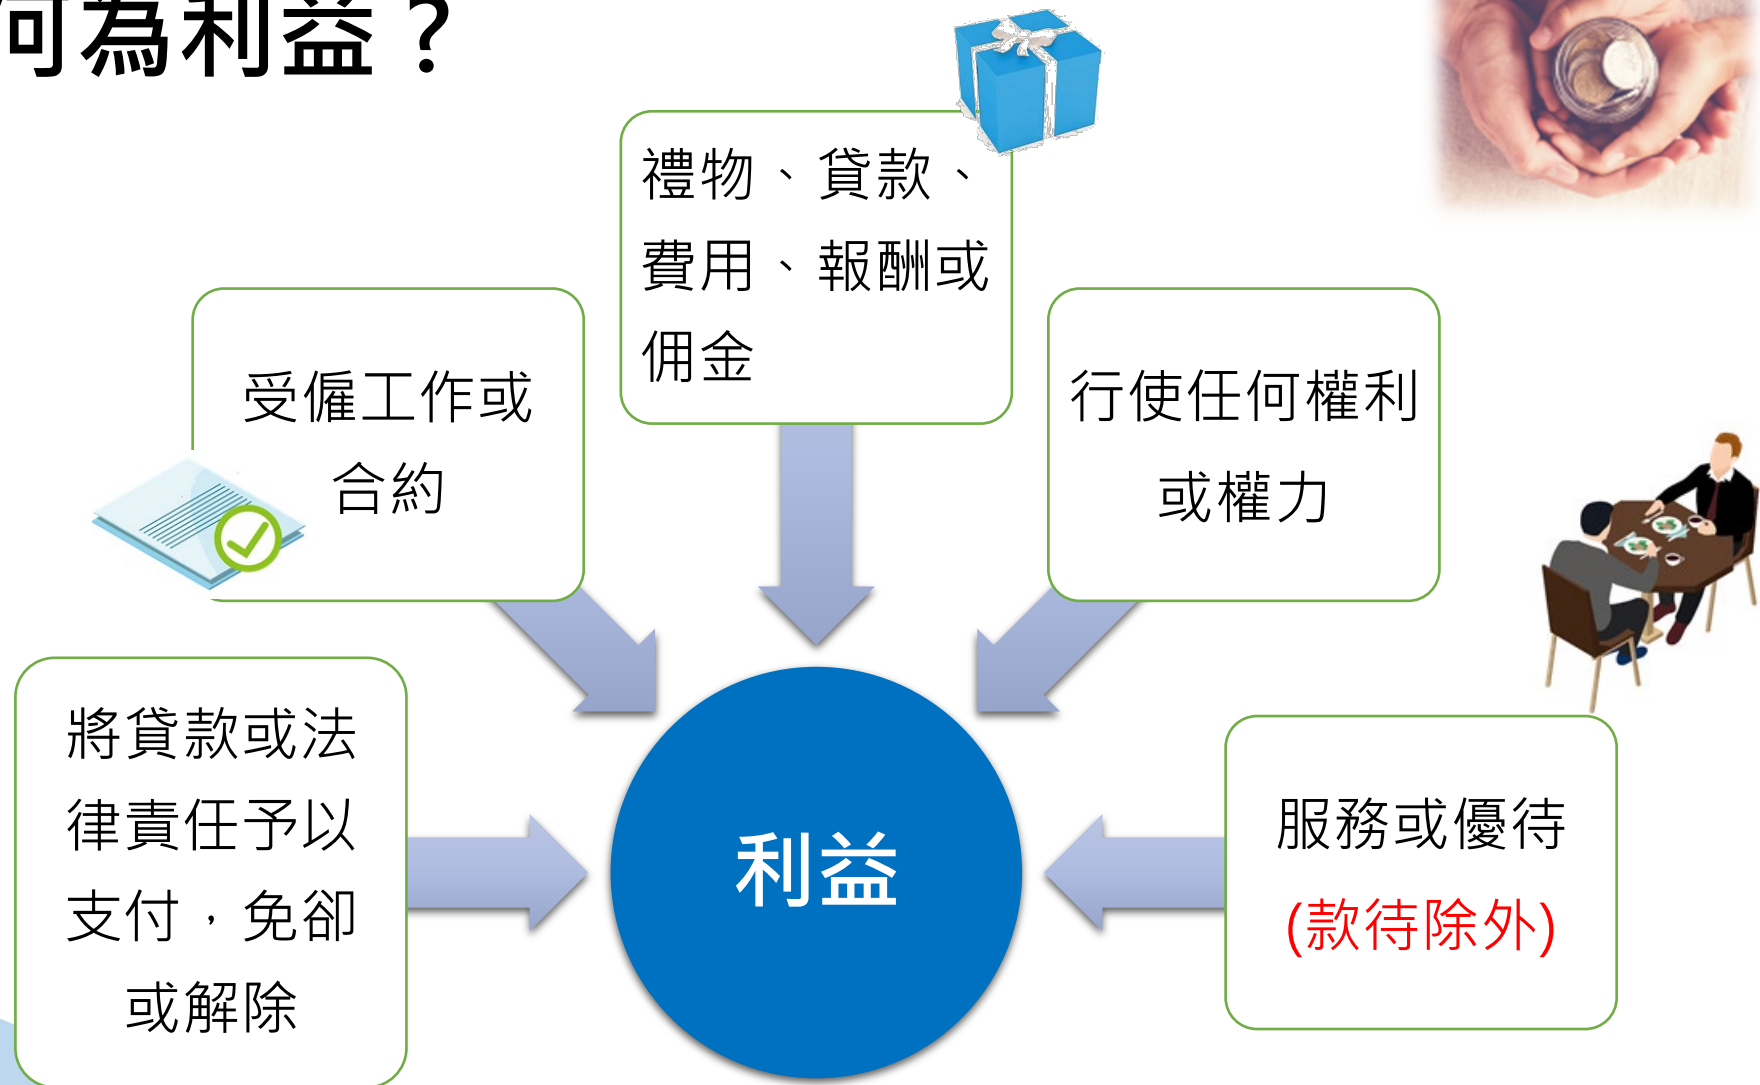 何為利益？
禮物、貸款、
費用、報酬或
佣金
受僱工作或
合約
行使任何權利
或權力
將貸款或法
律責任予以
支付，免卻
或解除
利益
服務或優待
(款待除外)